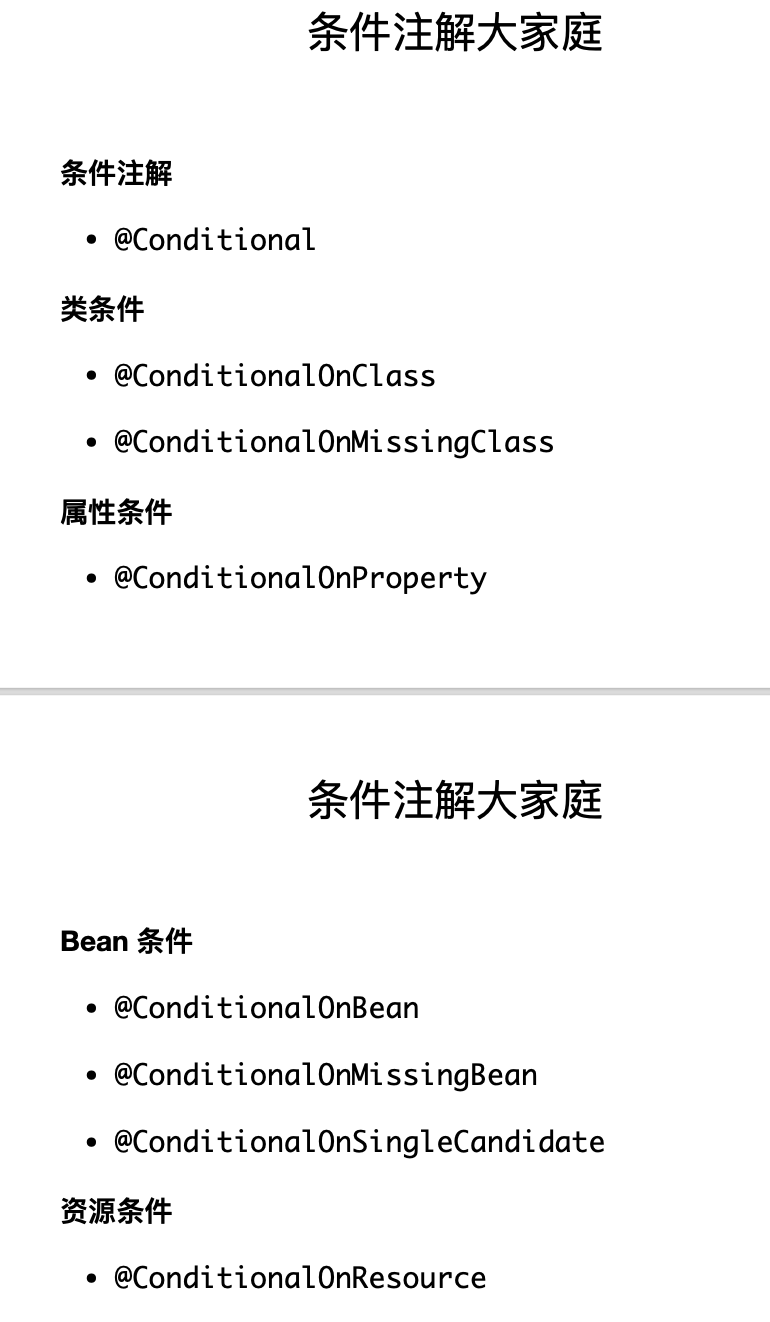 条件注解大家庭
条件注解
• @Conditional
类条件
• @ConditionalOnClass
• @ConditionalOnMissingClass
属性条件
• @ConditionalOnProperty
条件注解大家庭
Bean 条件
• @ConditionalOnBean
• @ConditionalOnMissingBean
• @ConditionalOnSingleCandidate
资源条件
• @ConditionalOnResource